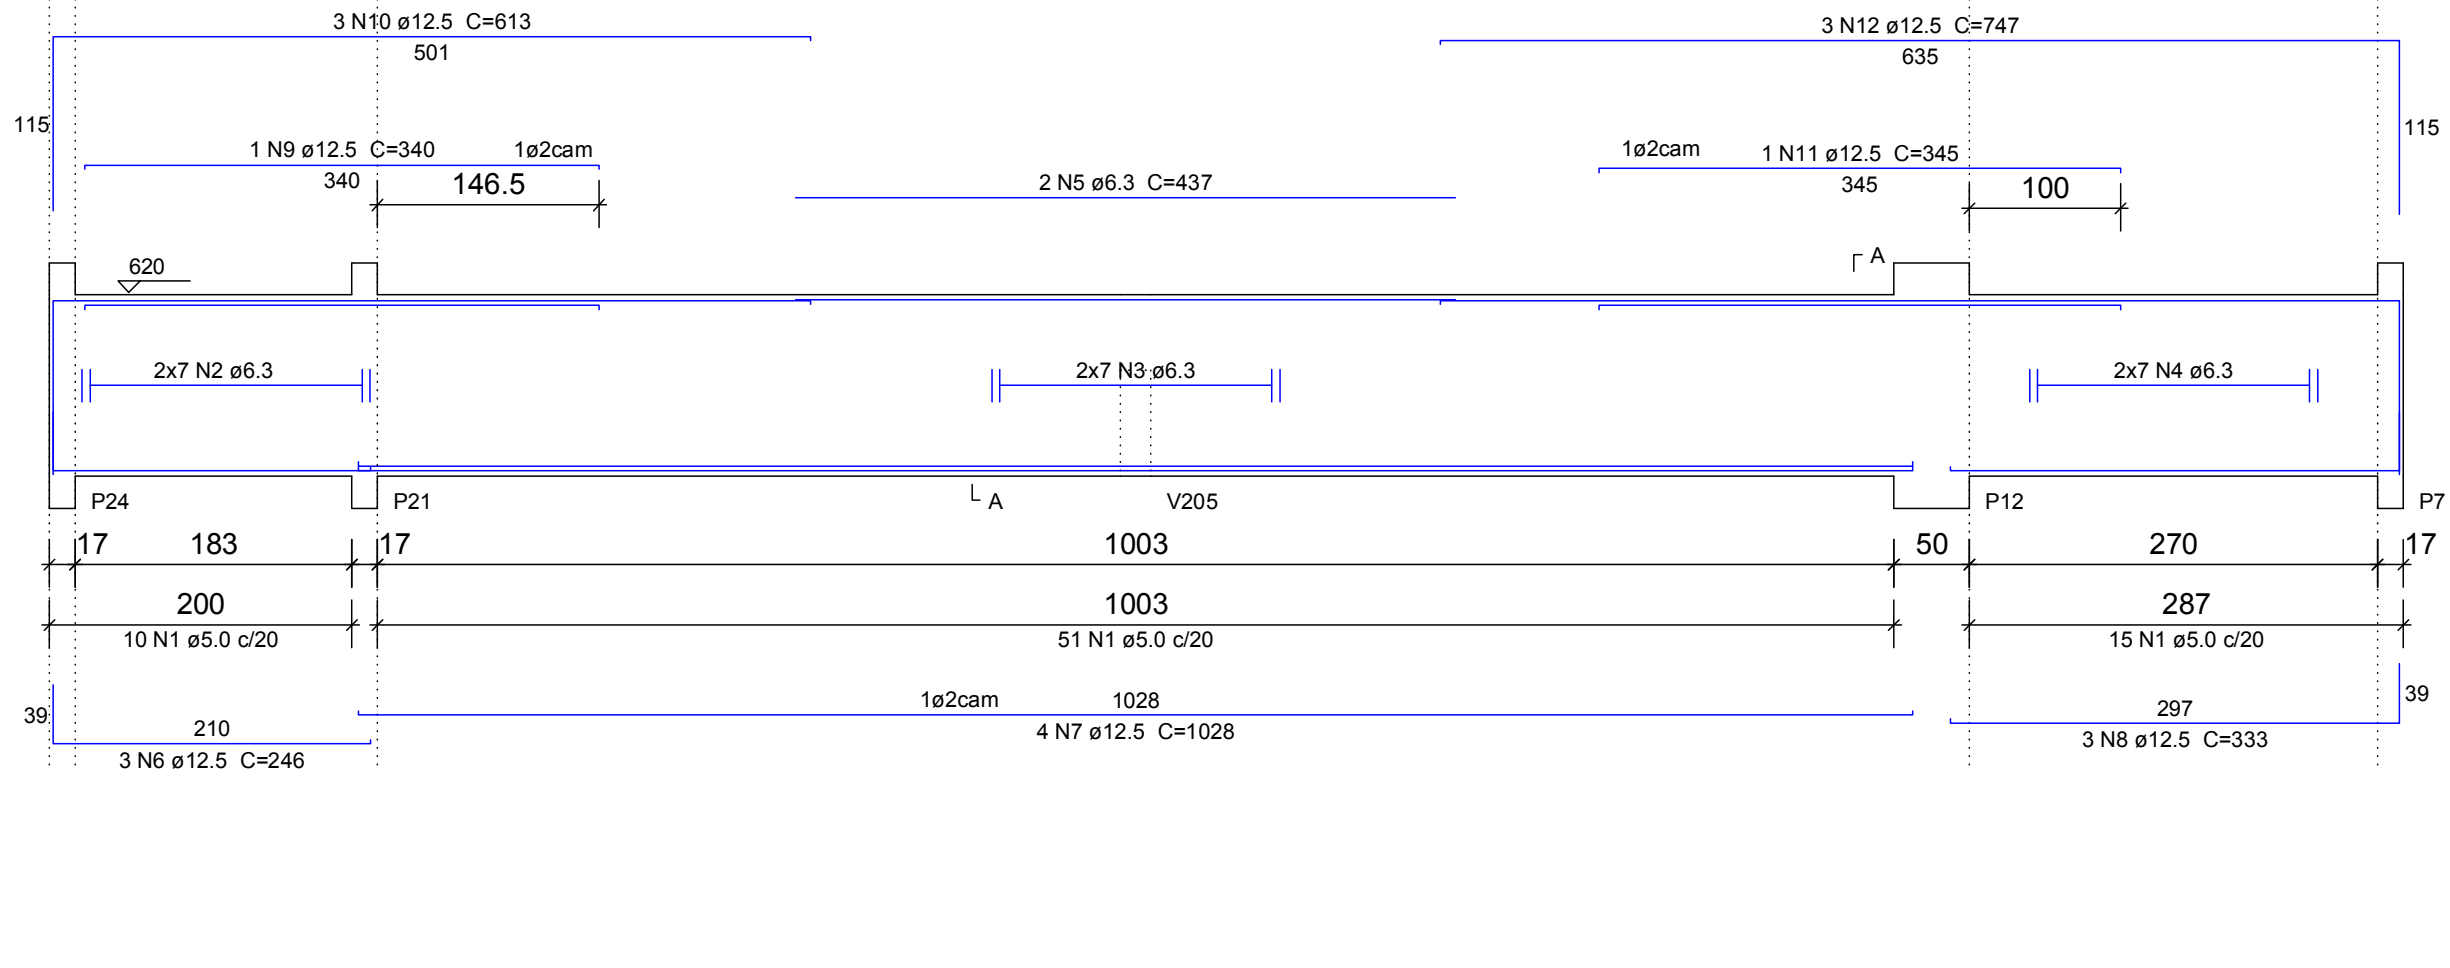 3 N10 ø12.5 C=613
3 N12 ø12.5 C=747
501
635
115
115
1 N9 ø12.5 C=340
1ø2cam
1ø2cam
1 N11 ø12.5 C=345
340
146.5
2 N5 ø6.3 C=437
345
100
A
620
2x7 N2 ø6.3
2x7 N3 ø6.3
2x7 N4 ø6.3
P24
P21
A
V205
P12
P7
17
183
17
1003
50
270
17
200
1003
287
10 N1 ø5.0 c/20
51 N1 ø5.0 c/20
15 N1 ø5.0 c/20
39
1ø2cam
1028
39
210
297
4 N7 ø12.5 C=1028
3 N8 ø12.5 C=333
3 N6 ø12.5 C=246